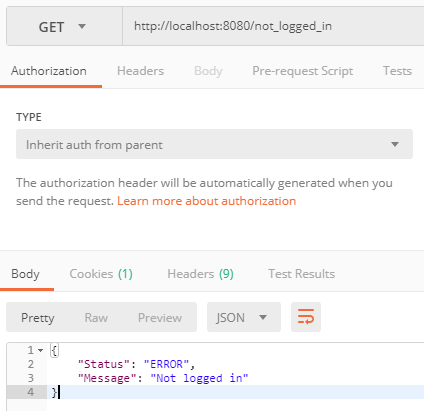 GET http://localhost:8080/not_logged_in
Authorization Headers Body Pre-request Script Tests
TYPE
Inherit auth from parent
The authorization header will be automatically generated when you
send the request. Learn more about authorization
Body Cookies (1) Headers (9) Test Results
Pretty Raw Preview JSON
1 {
2 "Status": "ERROR",
3 "Message": "Not logged in"
4 }